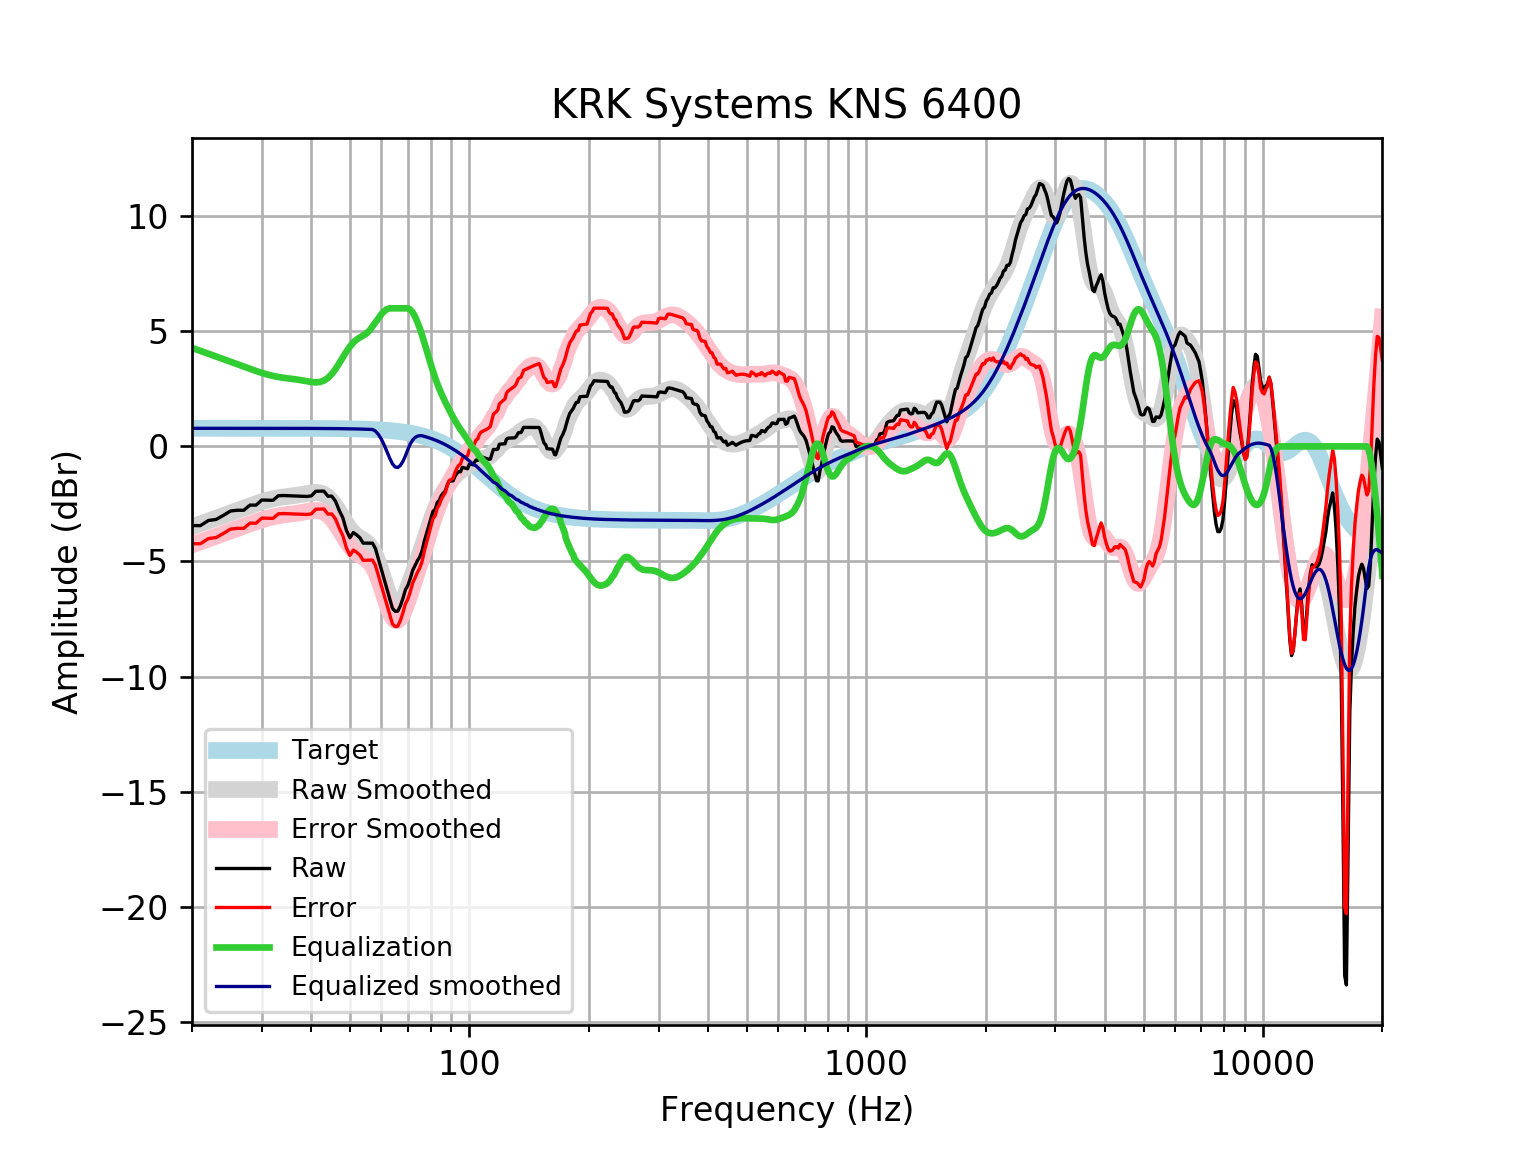 KRK Systems KNS 6400
10
5
0
−5
−10
−15
−20
−25
Amplitude (dBr)
Target
Raw Smoothed
Error Smoothed
Raw
Error
Equalization
Equalized smoothed
100 1000 10000
Frequency (Hz)